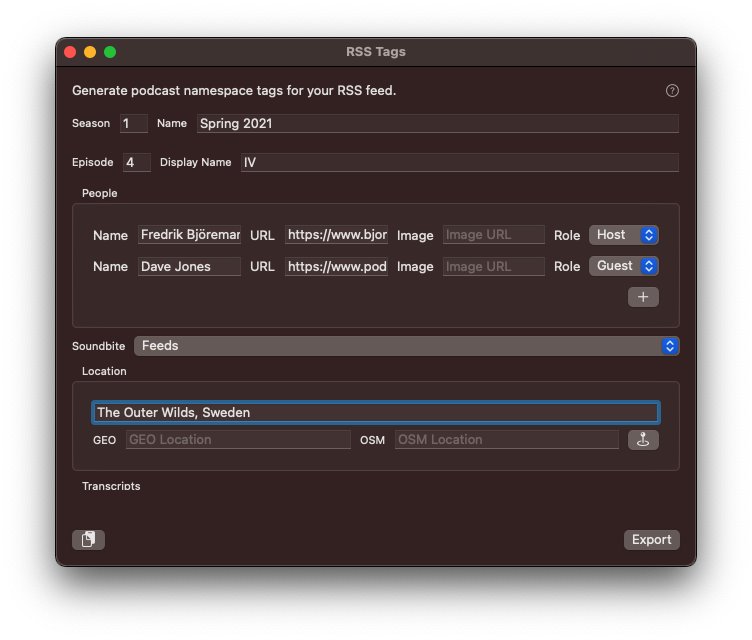 RSS Tags
Generate podcast namespace tags for your RSS feed. ?
Season 1 Name Spring 2021
Episode 4 Display Name IV
People
Name Fredrik Björemar URL https://www.bjor Image Image URL Role Host
Name Dave Jones URL https://www.pod Image Image URL Role Guest
+
Soundbite Feeds
Location
The Outer Wilds, Sweden
GEO GEO Location OSM OSM Location
Transcripts
Export